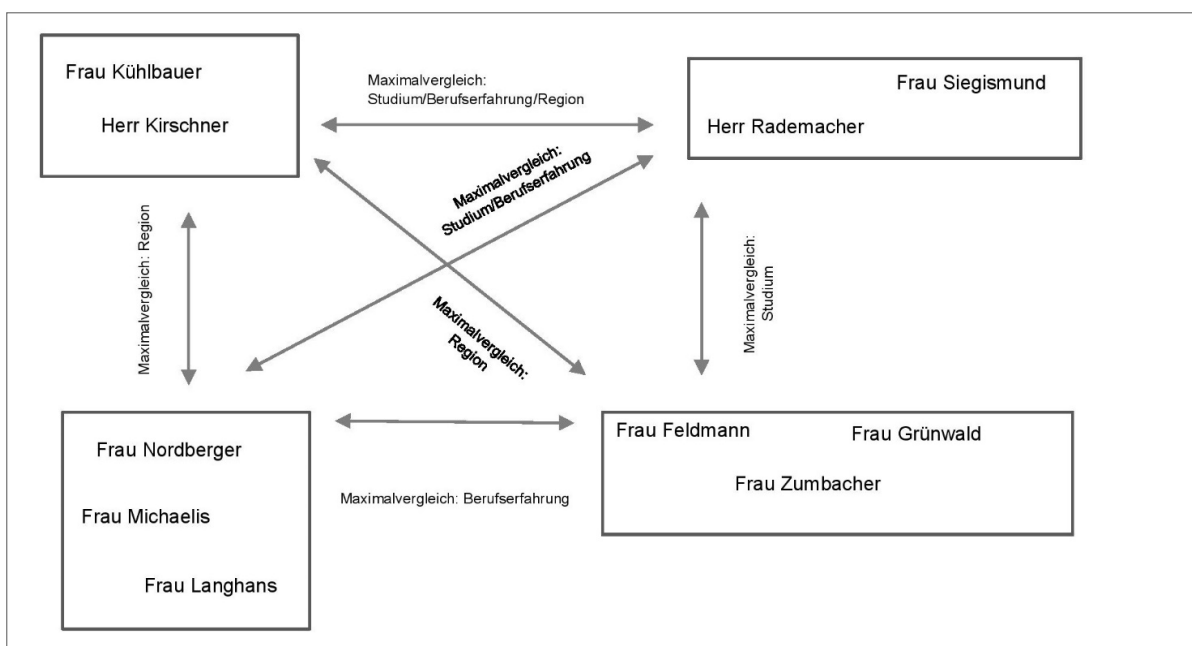 Frau Kühlbauer
Herr Kirschner
Maximalvergleich:
Studium/Berufserfahrung/Region
Frau Siegismund
Herr Rademacher
Maximalvergleich:
Studium/Berufserfahrung
Maximalvergleich: Region
Maximalvergleich:
Region
Maximalvergleich:
Studium
Frau Nordberger
Frau Michaelis
Frau Langhans
Maximalvergleich: Berufserfahrung
Frau Feldmann
Frau Grünwald
Frau Zumbacher